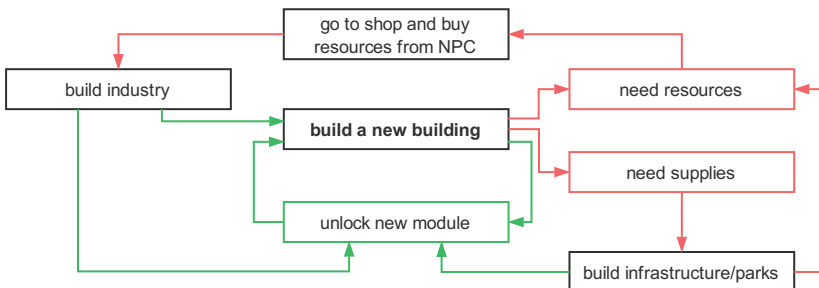 go to shop and buy
resources from NPC
build industry
need resources
build a new building
need supplies
unlock new module
build infrastructure/parks